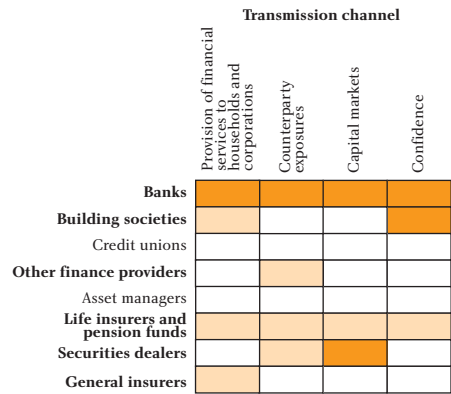 Transmission channel
Provision of financial
services to
households and
corporations
Counterparty
exposures
Capital markets
Confidence
Banks
Building societies
Credit unions
Other finance providers
Asset managers
Life insurers and
pension funds
Securities dealers
General insurers